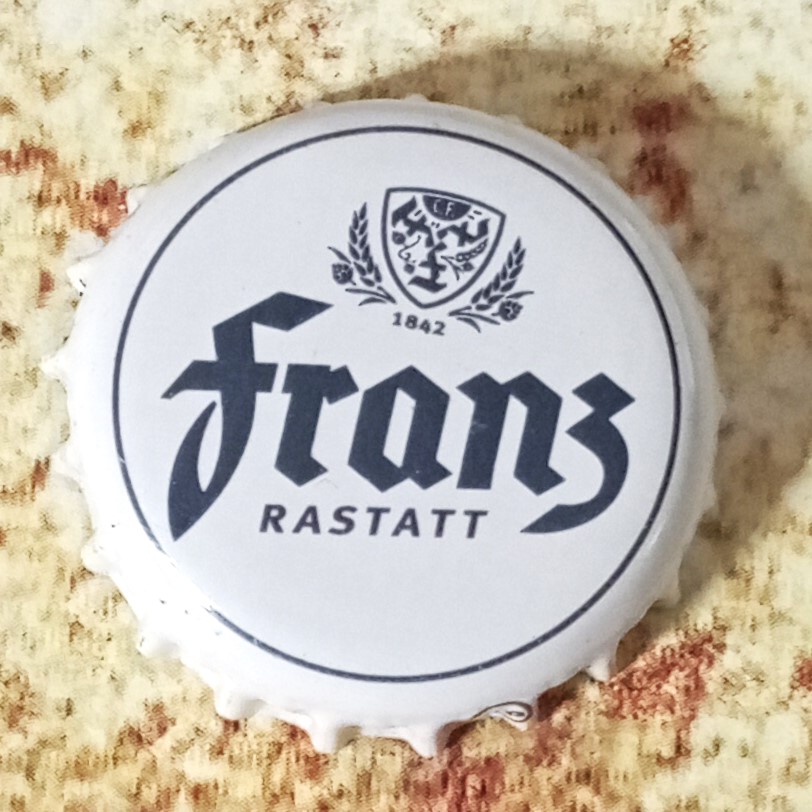 C.F.
1842
Franz
RASTATT